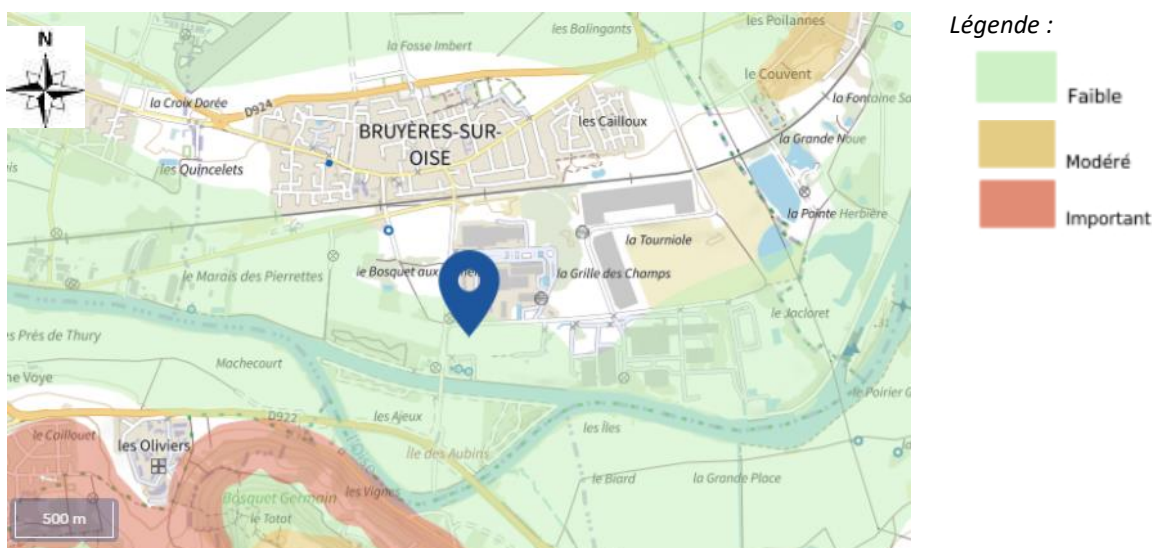 Légende :
Faible
Modéré
Important
N
les Poilannes
les Balingants
la Fosse Imbert
le Couvent
la Croix Dorée
D924
la Fontaine
les Cailloux
BRUYÈRES-SUR-
OISE
la Grande Noue
les Quincelets
la Pointe Herbière
la Tourniole
le Marais des Pierrettes
le Bosquet aux
la Grille des Champs
le Jacloret
31
Prés de Thury
Machecourt
Voye
le Poirier
D922
les Ajeux
les Îles
le Caillouet
les Oliviers
Île des Aubins
l'Oise
le Biard
la Grande Place
Bosquet Germain
les Vignes
le Totot
500 m